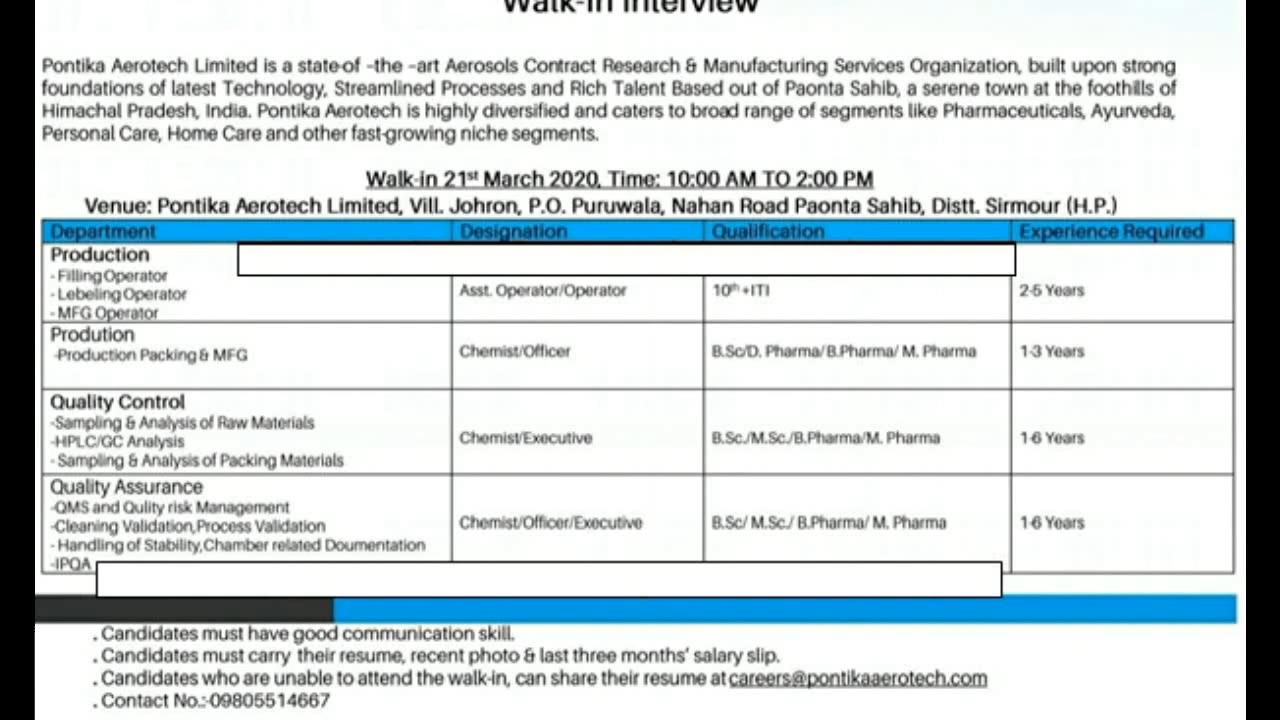 Walk-in Interview
Pontika Aerotech Limited is a state-of -the -art Aerosols Contract Research & Manufacturing Services Organization, built upon strong
foundations of latest Technology, Streamlined Processes and Rich Talent Based out of Paonta Sahib, a serene town at the foothills of
Himachal Pradesh, India. Pontika Aerotech is highly diversified and caters to broad range of segments like Pharmaceuticals, Ayurveda,
Personal Care, Home Care and other fast-growing niche segments.
Walk-in 21st March 2020, Time: 10:00 AM TO 2:00 PM
Venue: Pontika Aerotech Limited, Vill. Johron, P.O. Puruwala, Nahan Road Paonta Sahib, Distt. Sirmour (H.P.)
Department Designation Qualification Experience Required
Production
- Filling Operator
- Lebeling Operator Asst. Operator/Operator 10th +ITI 2-5 Years
- MFG Operator
Prodution
-Production Packing & MFG Chemist/Officer B.Sc/D. Pharma/B.Pharma/ M. Pharma 1-3 Years
Quality Control
-Sampling & Analysis of Raw Materials
-HPLC/GC Analysis Chemist/Executive B.Sc./M.Sc./B.Pharma/M. Pharma 1-6 Years
- Sampling & Analysis of Packing Materials
Quality Assurance
-QMS and Qulity risk Management
-Cleaning Validation,Process Validation Chemist/Officer/Executive B.Sc/ M.Sc./ B.Pharma/ M. Pharma 1-6 Years
- Handling of Stability,Chamber related Doumentation
-IPQA
. Candidates must have good communication skill.
. Candidates must carry their resume, recent photo & last three months' salary slip.
. Candidates who are unable to attend the walk-in, can share their resume at careers@pontikaaerotech.com
. Contact No.:-09805514667